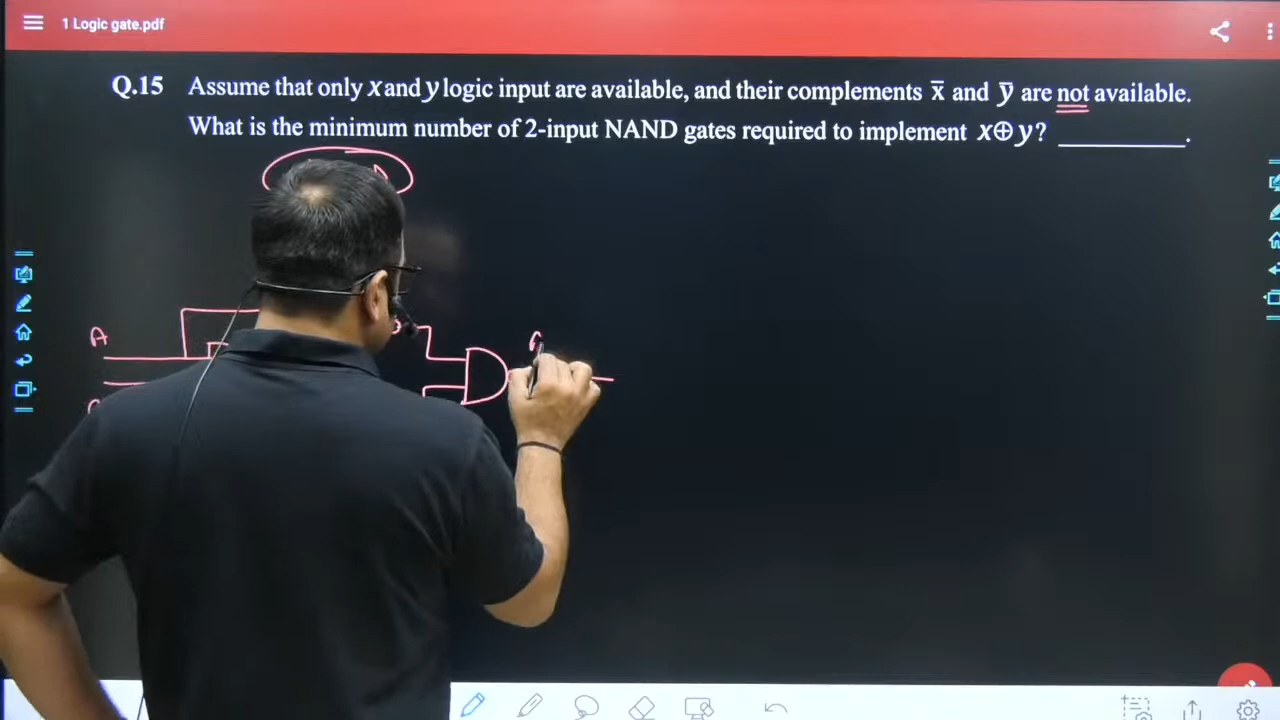 1 Logic gate.pdf
Q.15 Assume that only x and y logic input are available, and their complements x̅ and y̅ are not available.
What is the minimum number of 2-input NAND gates required to implement x⊕y? ________.
A